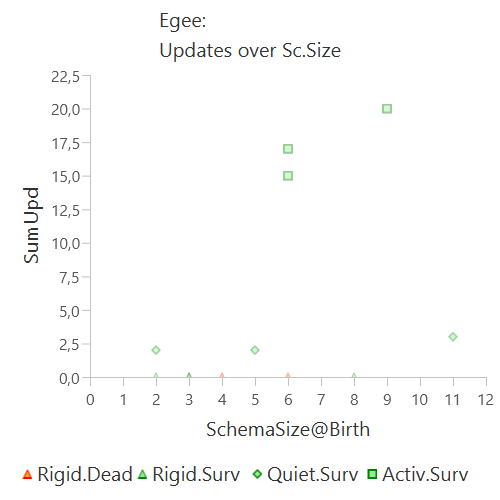 Egee:
Updates over Sc.Size
22,5
20,0
17,5
15,0
12,5
10,0
7,5
5,0
2,5
0,0
SumUpd
0 1 2 3 4 5 6 7 8 9 10 11 12
SchemaSize@Birth
Rigid.Dead Rigid.Surv Quiet.Surv Activ.Surv